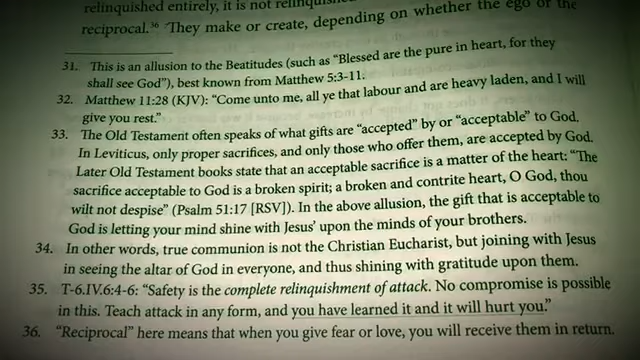 relinquished entirely, it is not relinquished
reciprocal.³⁶ They make or create, depending on whether the ego or the
31. This is an allusion to the Beatitudes (such as “Blessed are the pure in heart, for they
shall see God”), best known from Matthew 5:3-11.
32. Matthew 11:28 (KJV): “Come unto me, all ye that labour and are heavy laden, and I will
give you rest.”
33. The Old Testament often speaks of what gifts are “accepted” by or “acceptable” to God.
In Leviticus, only proper sacrifices, and only those who offer them, are accepted by God.
Later Old Testament books state that an acceptable sacrifice is a matter of the heart: “The
sacrifice acceptable to God is a broken spirit; a broken and contrite heart, O God, thou
wilt not despise” (Psalm 51:17 [RSV]). In the above allusion, the gift that is acceptable to
God is letting your mind shine with Jesus’ upon the minds of your brothers.
34. In other words, true communion is not the Christian Eucharist, but joining with Jesus
in seeing the altar of God in everyone, and thus shining with gratitude upon them.
35. T-6.IV.6:4-6: “Safety is the complete relinquishment of attack. No compromise is possible
in this. Teach attack in any form, and you have learned it and it will hurt you.”
36. “Reciprocal” here means that when you give fear or love, you will receive them in return.